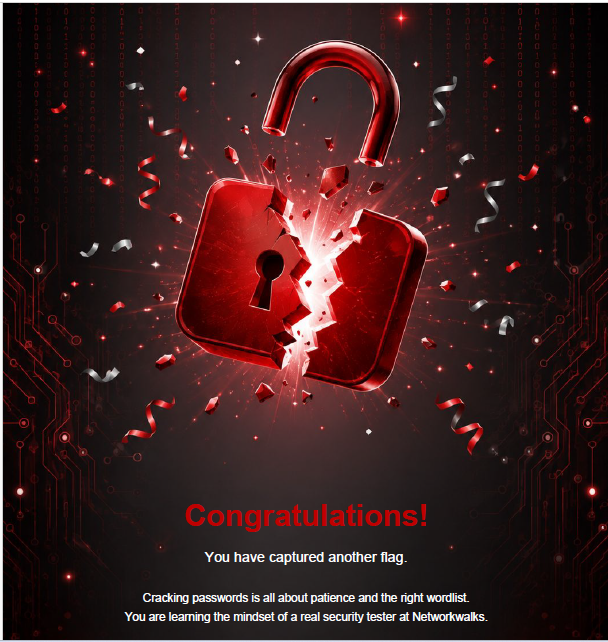 Congratulations!
You have captured another flag.
Cracking passwords is all about patience and the right wordlist.
You are learning the mindset of a real security tester at Networkwalks.